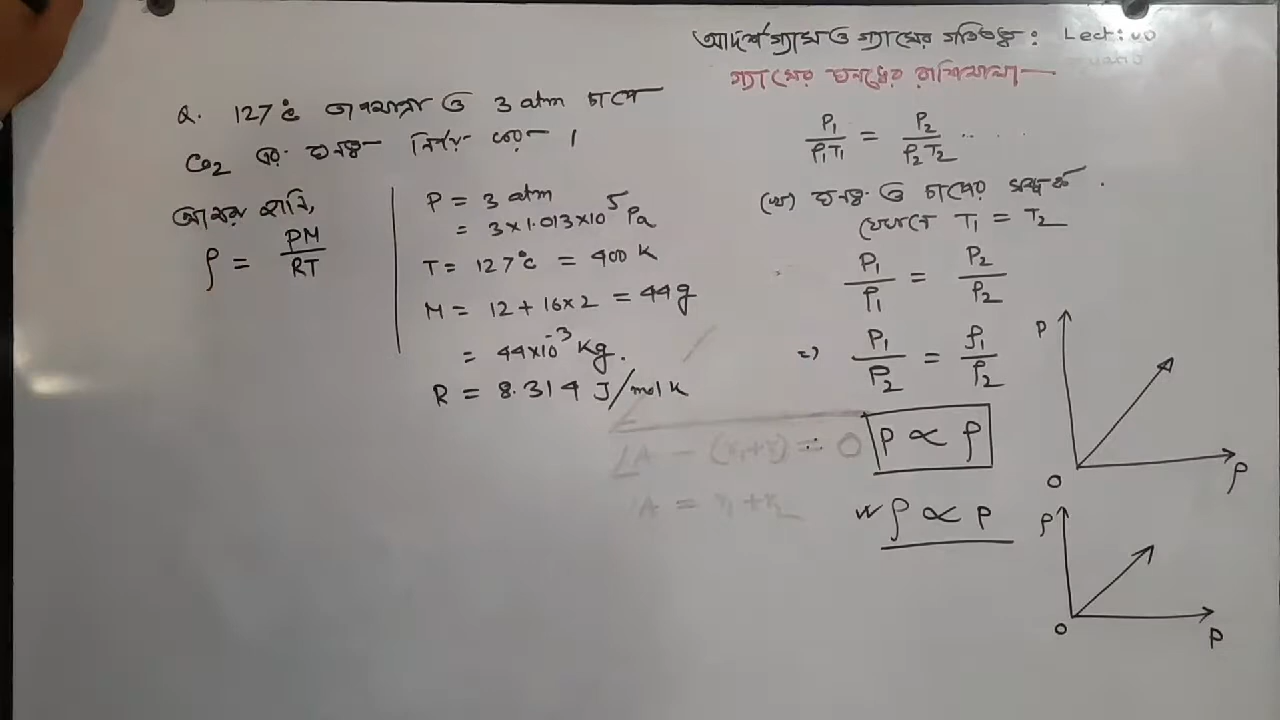 আদর্শ গ্যাস ও গ্যাসের গতিতত্ত্ব : Lect :
গ্যাসের ঘনত্বের রাশিমালা—
Q. 127°c তাপমাত্রা ও 3 atm চাপে
CO2 এর ঘনত্ব নির্ণয় কর ।
আমরা জানি,
ρ = PM/RT
P = 3 atm
= 3×1.013×10^5 Pa
T = 127°c = 400 K
M = 12 + 16×2 = 44g
= 44×10^-3 Kg.
R = 8.314 J/mol K
P1/ρ1T1 = P2/ρ2T2 .. . .
ঘনত্ব ও চাপের সম্পর্ক .
যেখানে T1 = T2
P1/ρ1 = P2/ρ2
=> P1/P2 = ρ1/ρ2
∴ P ∝ ρ
ρ ∝ P
P
O
ρ
ρ
O
P